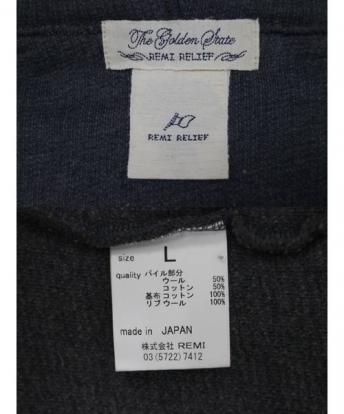 The Golden State
REMI RELIEF
REMI RELIEF
size L
quality パイル部分
ウール 50%
コットン 50%
基布 コットン 100%
リブ ウール 100%
made in JAPAN
株式会社 REMI
03 (5722) 7412